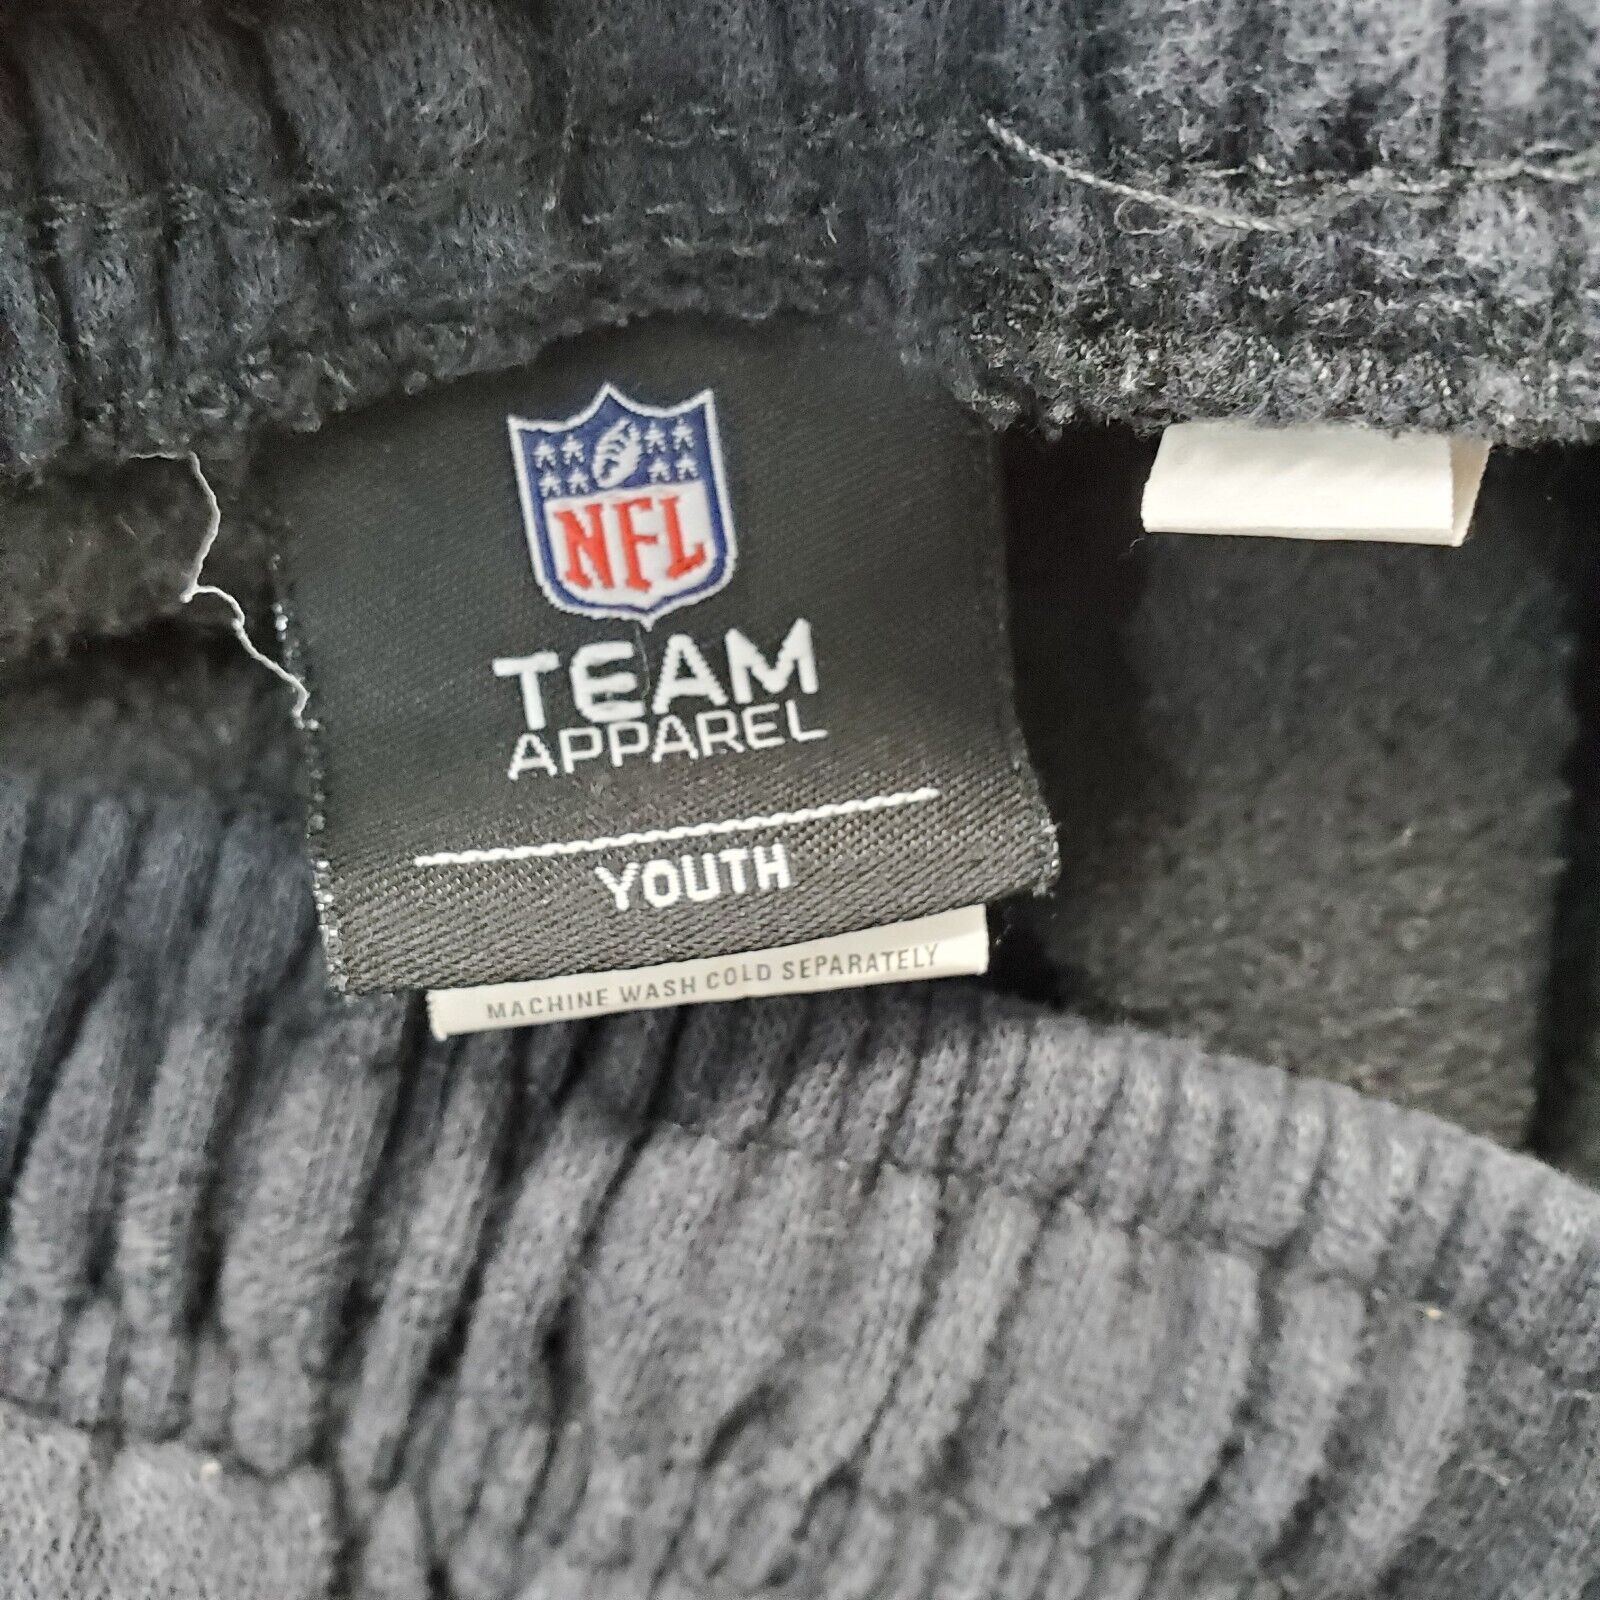 NFL
TEAM
APPAREL
YOUTH
MACHINE WASH COLD SEPARATELY